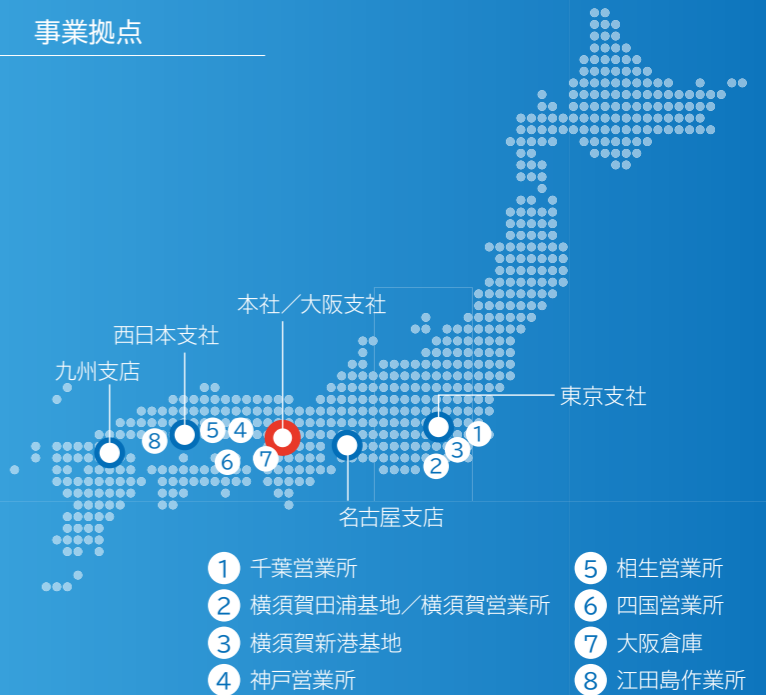 事業拠点
本社／大阪支社
西日本支社
九州支店
東京支社
5 4
8
1
3
7
6
2
名古屋支店
1 千葉営業所
2 横須賀田浦基地／横須賀営業所
3 横須賀新港基地
4 神戸営業所
5 相生営業所
6 四国営業所
7 大阪倉庫
8 江田島作業所